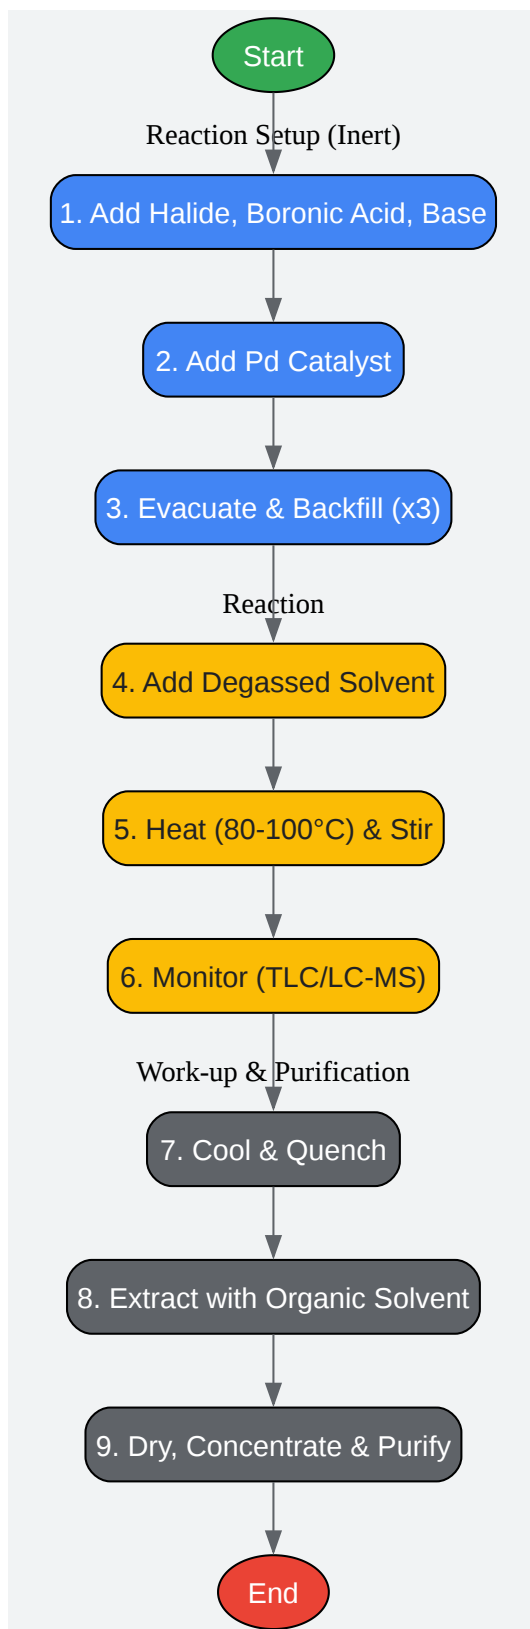 Start
Reaction Setup (Inert)
1. Add Halide, Boronic Acid, Base
2. Add Pd Catalyst
3. Evacuate & Backfill (x3)
Reaction
4. Add Degassed Solvent
5. Heat (80-100°C) & Stir
6. Monitor (TLC/LC-MS)
Work-up & Purification
7. Cool & Quench
8. Extract with Organic Solvent
9. Dry, Concentrate & Purify
End